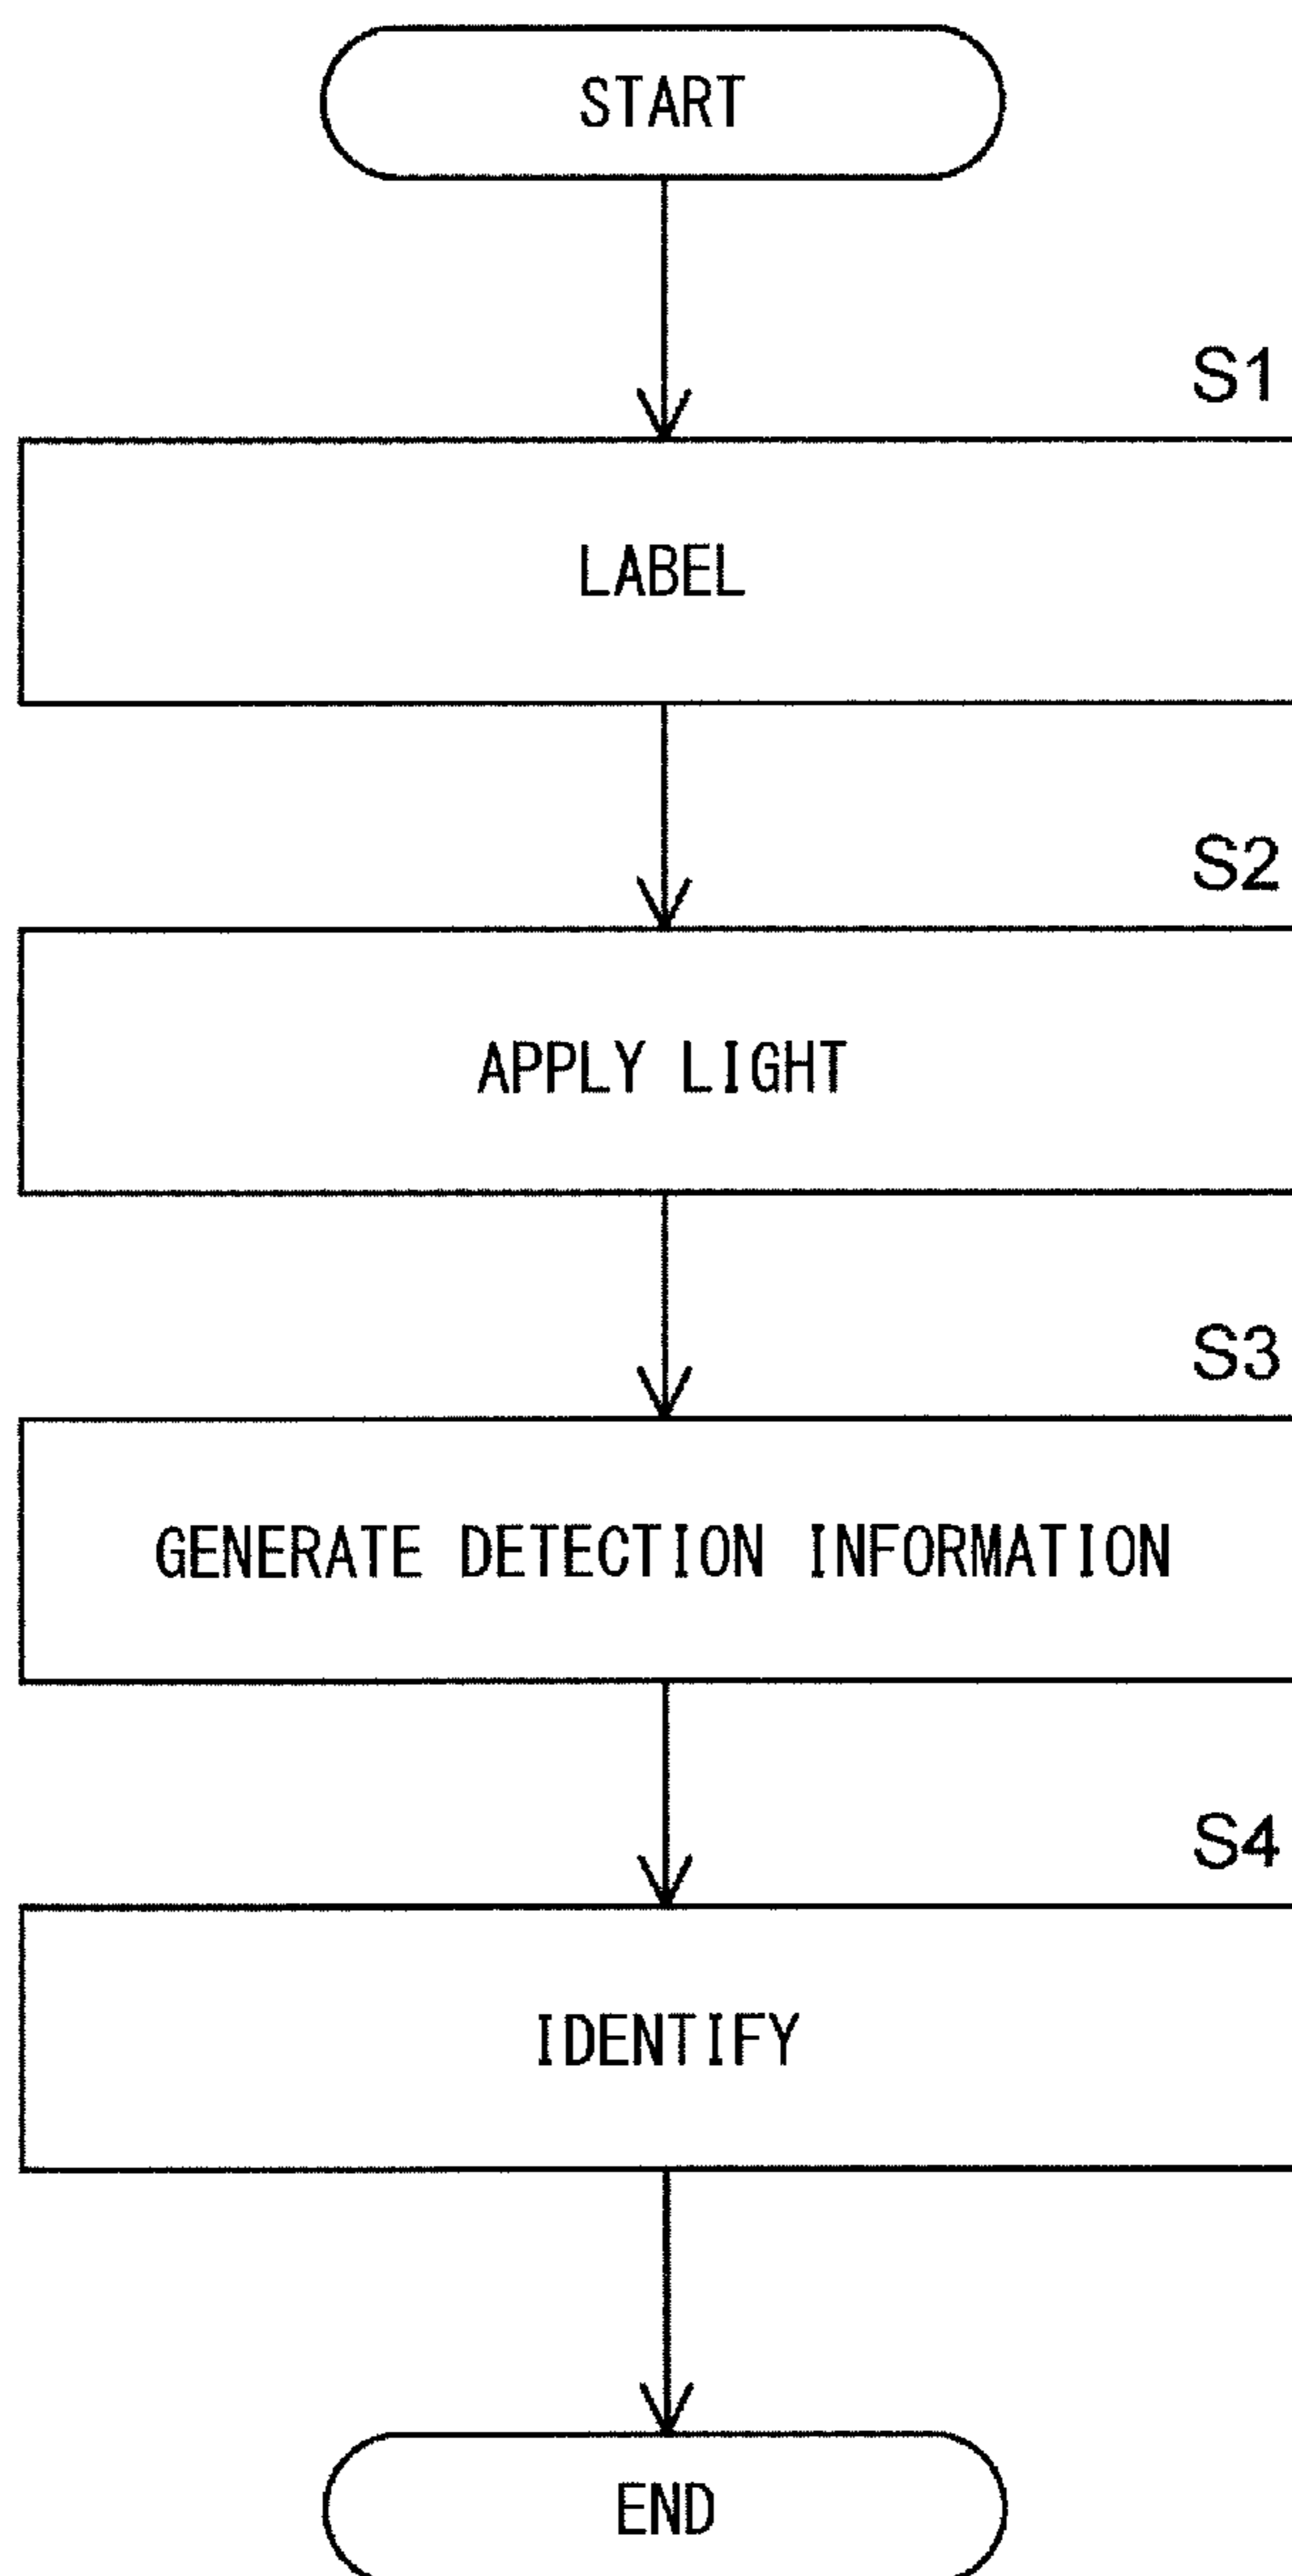 START
S1
LABEL
S2
APPLY LIGHT
S3
GENERATE DETECTION INFORMATION
S4
IDENTIFY
END